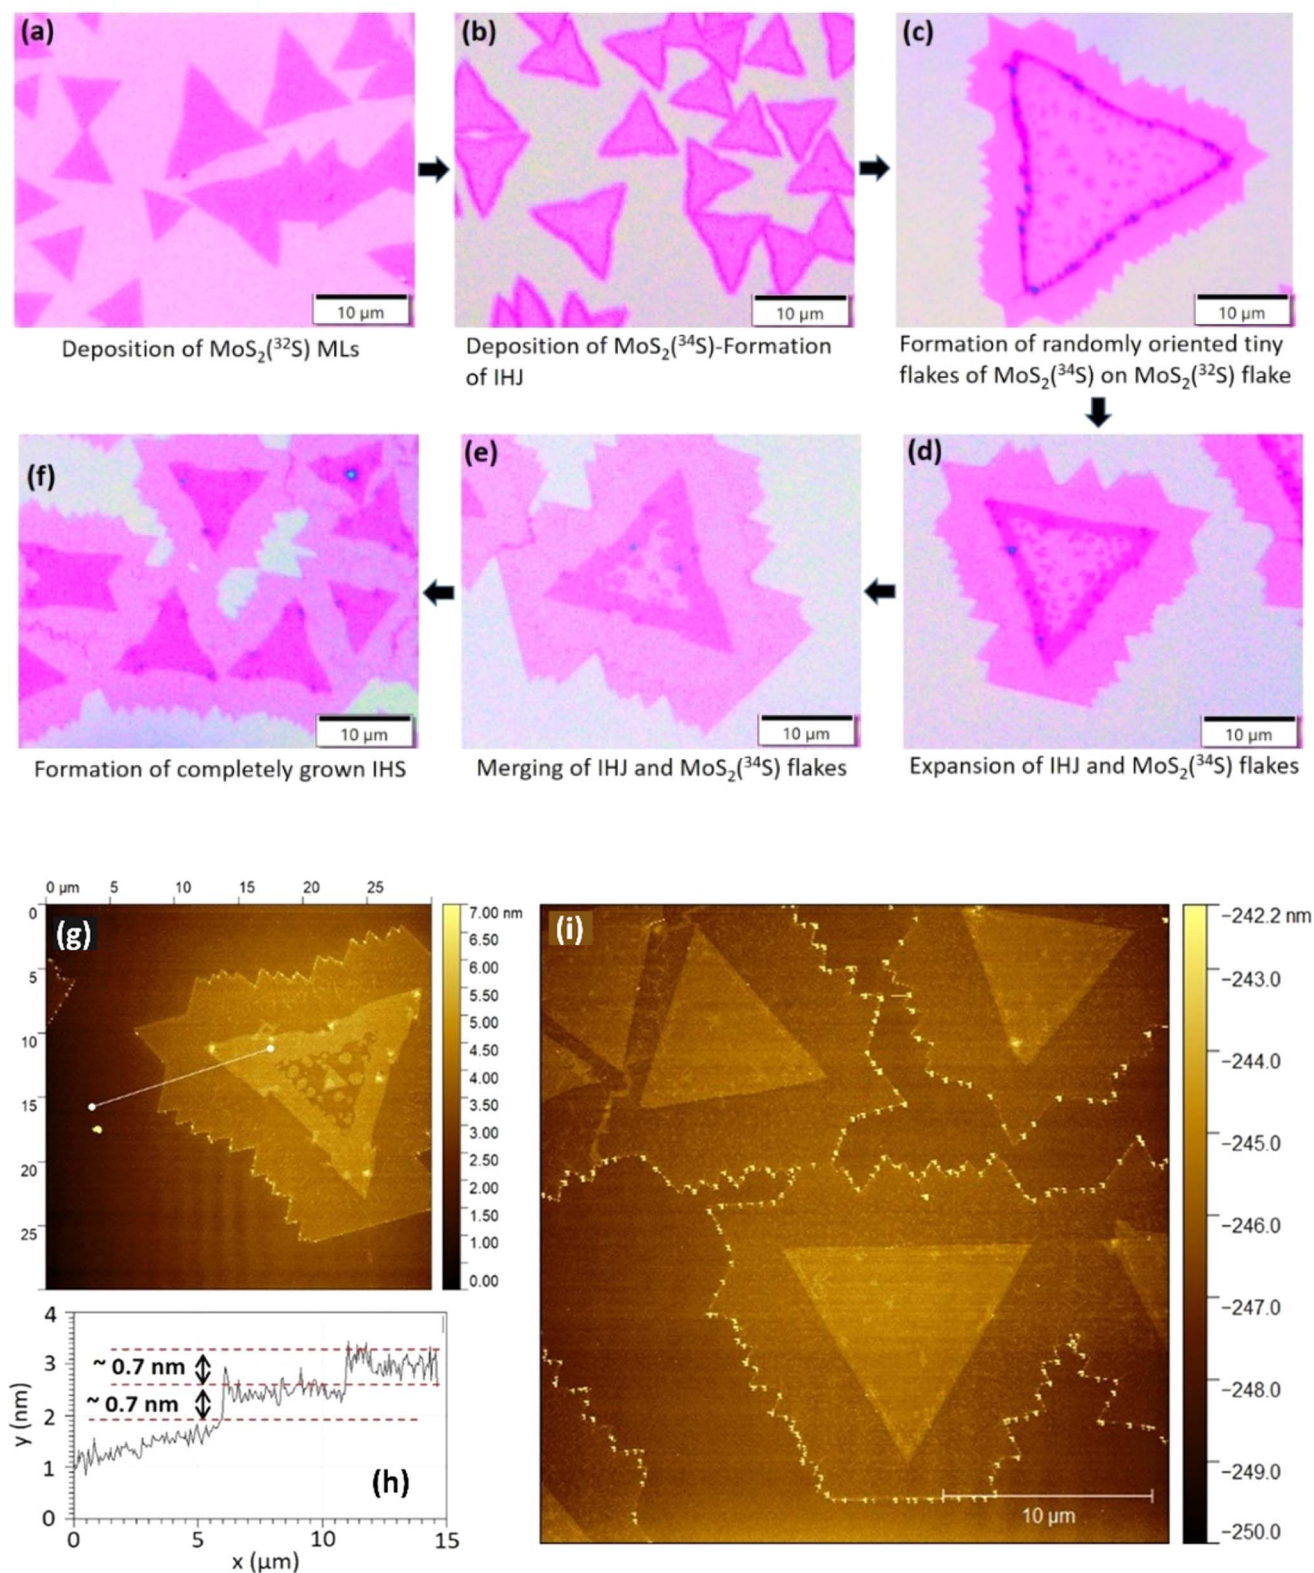 (a)
10 µm
Deposition of MoS₂(³²S) MLs
(b)
10 µm
Deposition of MoS₂(³⁴S)-Formation
of IHJ
(c)
10 µm
Formation of randomly oriented tiny
flakes of MoS₂(³⁴S) on MoS₂(³²S) flake
(f)
10 µm
Formation of completely grown IHS
(e)
10 µm
Merging of IHJ and MoS₂(³⁴S) flakes
(d)
10 µm
Expansion of IHJ and MoS₂(³⁴S) flakes
0 µm 5 10 15 20 25
(g)
0
5
10
15
20
25
7.00 nm
6.50
6.00
5.50
5.00
4.50
4.00
3.50
3.00
2.50
2.00
1.50
1.00
0.00
4
3
2
1
0
y (nm)
~ 0.7 nm
~ 0.7 nm
(h)
0 5 10 15
x (µm)
(i)
10 µm
−242.2 nm
−243.0
−244.0
−245.0
−246.0
−247.0
−248.0
−249.0
−250.0